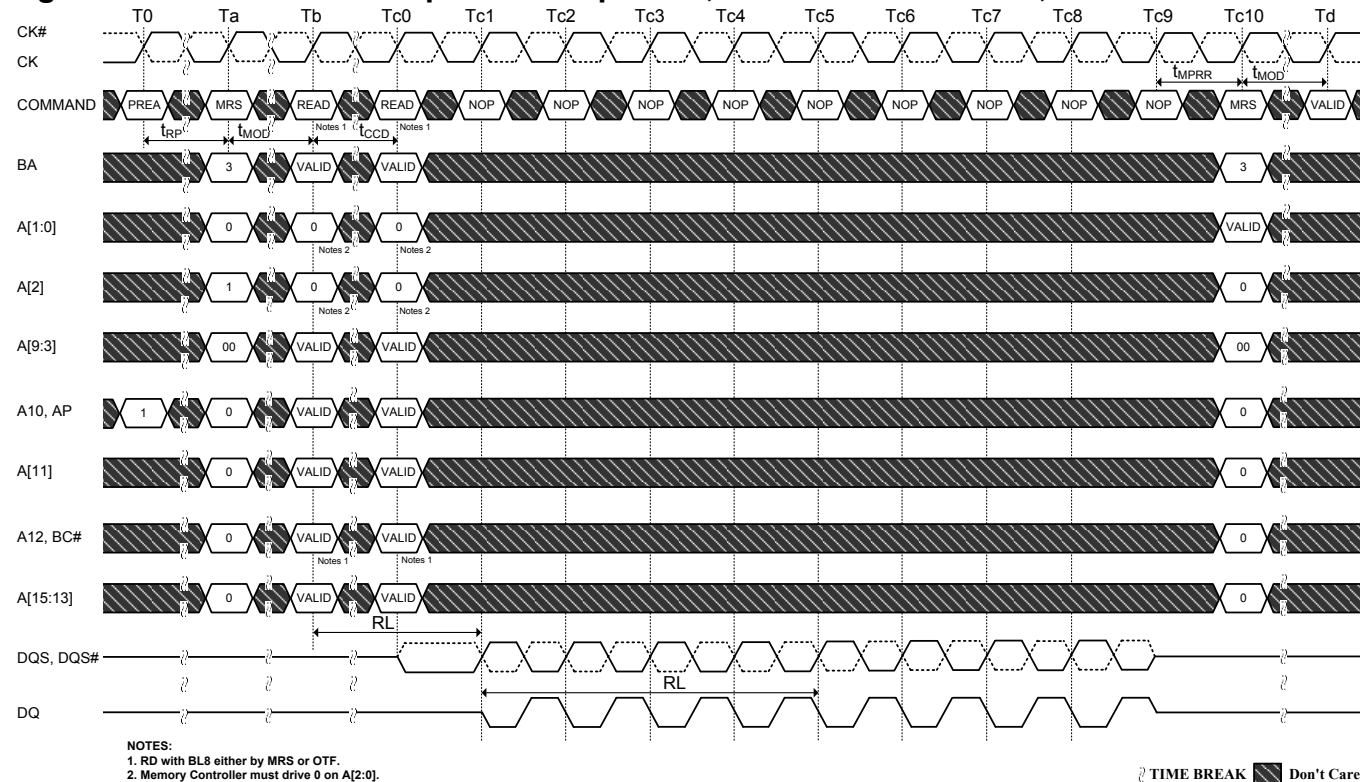 T0 Ta Tb Tc0 Tc1 Tc2 Tc3 Tc4 Tc5 Tc6 Tc7 Tc8 Tc9 Tc10 Td
CK#
CK
tMPRR tMOD
COMMAND PREA MRS READ READ NOP NOP NOP NOP NOP NOP NOP NOP NOP MRS VALID
Notes 1 Notes 1
tRP tMOD tCCD
BA 3 VALID VALID 3
A[1:0] 0 0 0 VALID
Notes 2 Notes 2
A[2] 1 0 0 0
Notes 2 Notes 2
A[9:3] 00 VALID VALID 00
A10, AP 1 0 VALID VALID 0
A[11] 0 VALID VALID 0
A12, BC# 0 VALID VALID 0
Notes 1 Notes 1
A[15:13] 0 VALID VALID 0
RL
DQS, DQS#
RL
DQ
NOTES:
1. RD with BL8 either by MRS or OTF.
2. Memory Controller must drive 0 on A[2:0].
TIME BREAK Don't Care